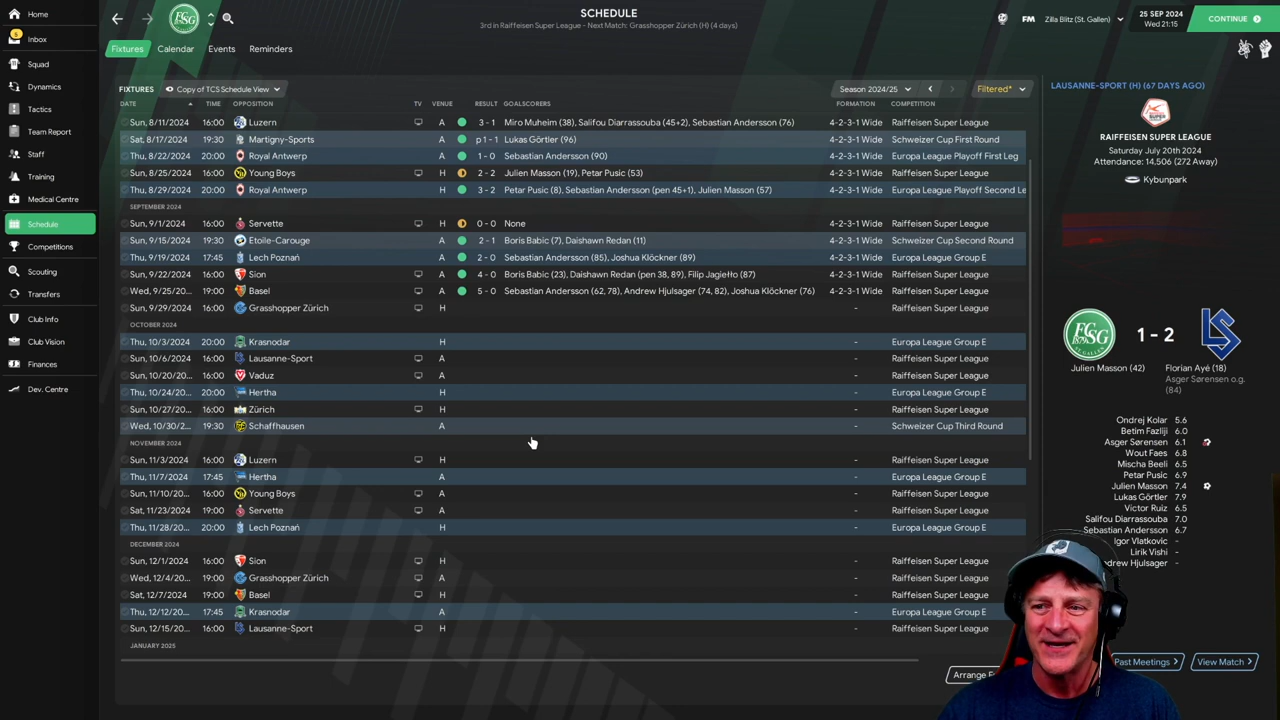 Home
Inbox
Squad
Dynamics
Tactics
Team Report
Staff
Training
Medical Centre
Schedule
Competitions
Scouting
Transfers
Club Info
Club Vision
Finances
Dev. Centre
SCHEDULE
3rd in Raiffeisen Super League - Next Match: Grasshopper Zürich (H) (4 days)
FM Zilla Blitz (St. Gallen)
25 SEP 2024
Wed 21:15
CONTINUE
Fixtures Calendar Events Reminders
FIXTURES Copy of TCS Schedule View Season 2024/25 Filtered*
DATE TIME OPPOSITION TV VENUE RESULT GOALSCORERS FORMATION COMPETITION
Sun, 8/11/2024 16:00 Luzern A 3 - 1 Miro Muheim (38), Salifou Diarrassouba (45+2), Sebastian Andersson (76) 4-2-3-1 Wide Raiffeisen Super League
Sat, 8/17/2024 19:30 Martigny-Sports A p 1 - 1 Lukas Görtler (96) 4-2-3-1 Wide Schweizer Cup First Round
Thu, 8/22/2024 20:00 Royal Antwerp A 1 - 0 Sebastian Andersson (90) 4-2-3-1 Wide Europa League Playoff First Leg
Sun, 8/25/2024 16:00 Young Boys H 2 - 2 Julien Masson (19), Petar Pusic (53) 4-2-3-1 Wide Raiffeisen Super League
Thu, 8/29/2024 20:00 Royal Antwerp H 3 - 2 Petar Pusic (8), Sebastian Andersson (pen 45+1), Julien Masson (57) 4-2-3-1 Wide Europa League Playoff Second Le
SEPTEMBER 2024
Sun, 9/1/2024 16:00 Servette H 0 - 0 None 4-2-3-1 Wide Raiffeisen Super League
Sun, 9/15/2024 19:30 Etoile-Carouge A 2 - 1 Boris Babic (7), Daishawn Redan (11) 4-2-3-1 Wide Schweizer Cup Second Round
Thu, 9/19/2024 17:45 Lech Poznań A 2 - 0 Sebastian Andersson (85), Joshua Klöckner (89) 4-2-3-1 Wide Europa League Group E
Sun, 9/22/2024 16:00 Sion A 4 - 0 Boris Babic (23), Daishawn Redan (pen 38, 89), Filip Jagiełło (87) 4-2-3-1 Wide Raiffeisen Super League
Wed, 9/25/20... 19:00 Basel A 5 - 0 Sebastian Andersson (62, 78), Andrew Hjulsager (74, 82), Joshua Klöckner (76) 4-2-3-1 Wide Raiffeisen Super League
Sun, 9/29/2024 16:00 Grasshopper Zürich H - Raiffeisen Super League
OCTOBER 2024
Thu, 10/3/2024 20:00 Krasnodar H - Europa League Group E
Sun, 10/6/2024 16:00 Lausanne-Sport A - Raiffeisen Super League
Sun, 10/20/20... 16:00 Vaduz A - Raiffeisen Super League
Thu, 10/24/20... 20:00 Hertha H - Europa League Group E
Sun, 10/27/20... 16:00 Zürich H - Raiffeisen Super League
Wed, 10/30/2... 19:30 Schaffhausen A - Schweizer Cup Third Round
NOVEMBER 2024
Sun, 11/3/2024 16:00 Luzern H - Raiffeisen Super League
Thu, 11/7/2024 17:45 Hertha A - Europa League Group E
Sun, 11/10/20... 16:00 Young Boys A - Raiffeisen Super League
Sat, 11/23/2024 19:00 Servette A - Raiffeisen Super League
Thu, 11/28/20... 20:00 Lech Poznań H - Europa League Group E
DECEMBER 2024
Sun, 12/1/2024 16:00 Sion H - Raiffeisen Super League
Wed, 12/4/20... 19:00 Grasshopper Zürich A - Raiffeisen Super League
Sat, 12/7/2024 19:00 Basel H - Raiffeisen Super League
Thu, 12/12/20... 17:45 Krasnodar A - Europa League Group E
Sun, 12/15/20... 16:00 Lausanne-Sport H - Raiffeisen Super League
JANUARY 2025
LAUSANNE-SPORT (H) (67 DAYS AGO)
RAIFFEISEN SUPER LEAGUE
Saturday July 20th 2024
Attendance: 14,506 (272 Away)
Kybunpark
1 - 2
Julien Masson (42)
Florian Ayé (18)
Asger Sørensen o.g.
(84)
Ondrej Kolar 5.6
Betim Fazliji 6.0
Asger Sørensen 6.1
Wout Faes 6.8
Mischa Beeli 6.5
Petar Pusic 6.9
Julien Masson 7.4
Lukas Görtler 7.9
Victor Ruiz 6.5
Salifou Diarrassouba 7.0
Sebastian Andersson 6.7
Igor Vlatkovic -
Lirik Vishi -
Hjulsager -
Arrange
Past Meetings
View Match